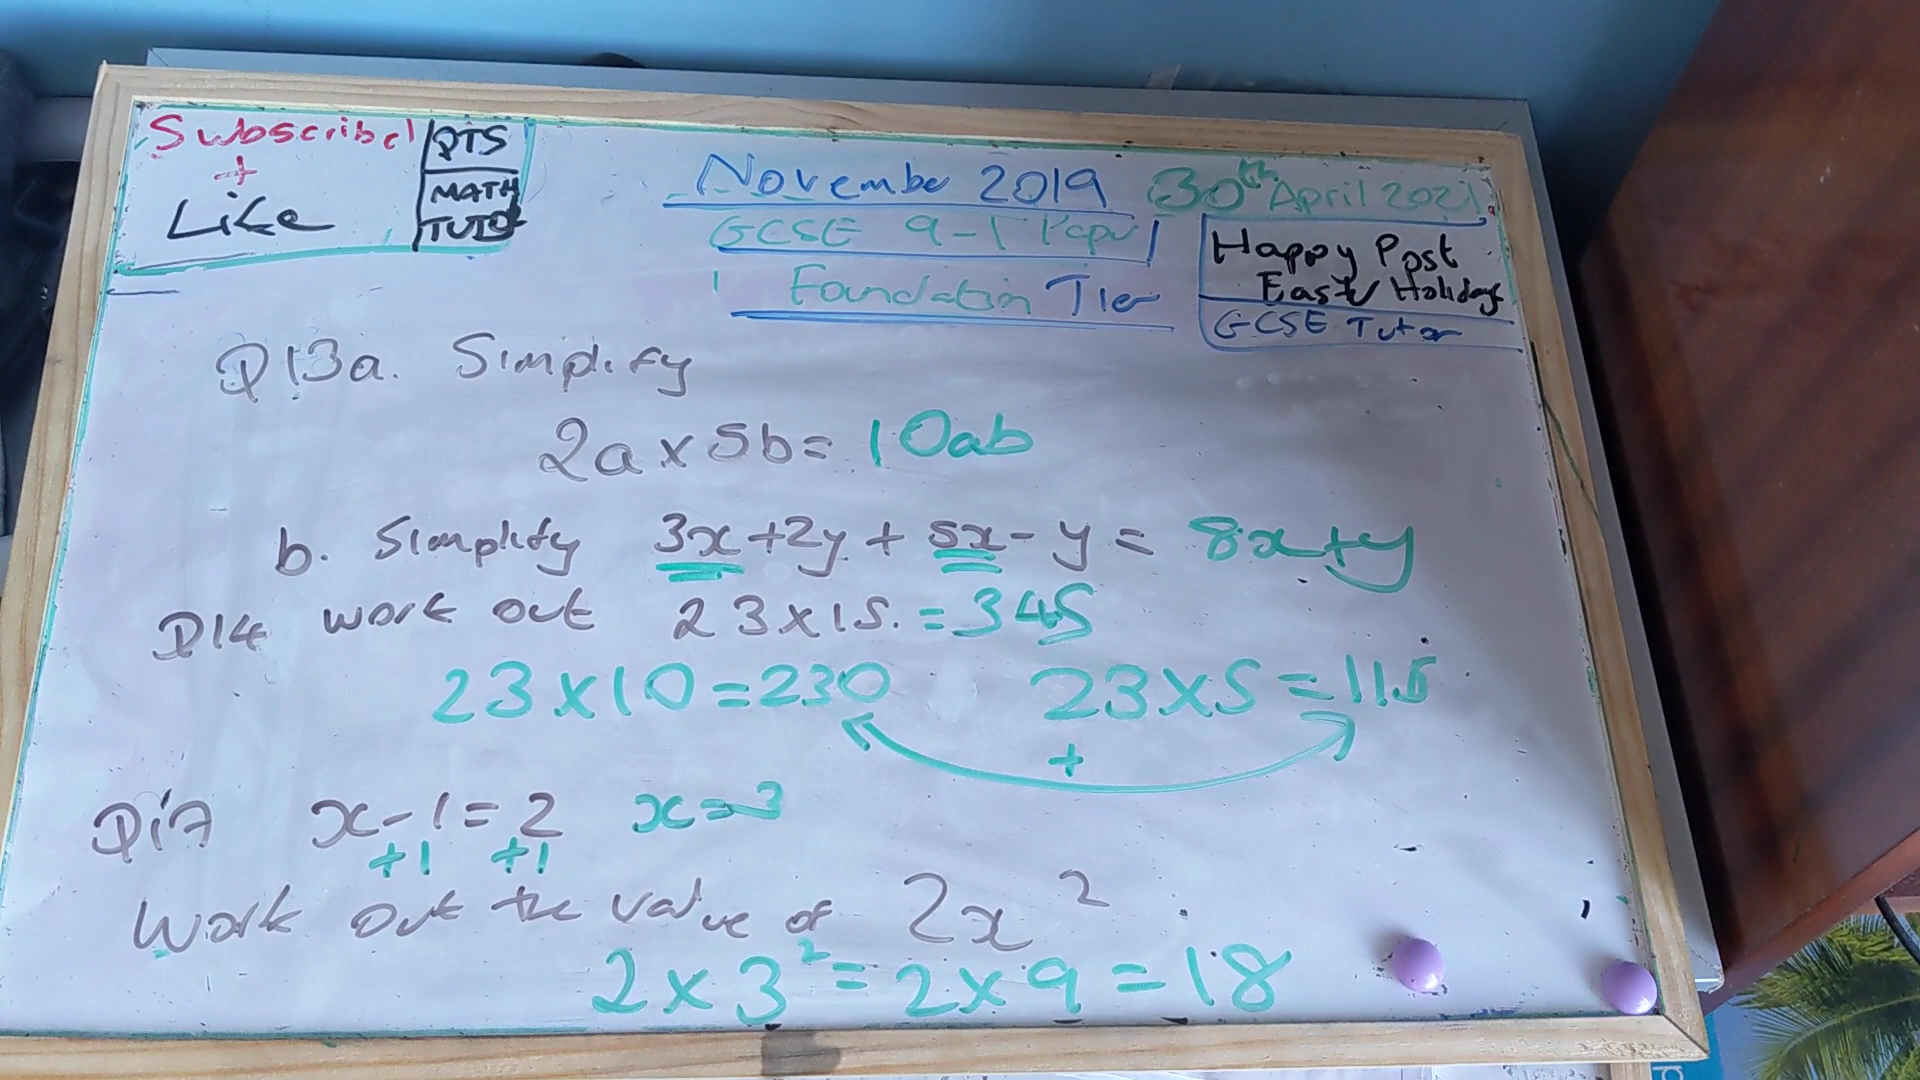 Subscribe!
+
Like
QTS
MATH
TUTOR
November 2019
GCSE 9-1 Paper
1 Foundation Tier
30th April 2021
Happy Post
Easter Holidays
GCSE Tutor
Q13a. Simplify
2a x 5b = 10ab
b. Simplify 3x + 2y + 5x - y = 8x + y
Q14 Work out 23 x 15. = 345
23 x 10 = 230 23 x 5 = 115
+
Q17 x - 1 = 2 x = 3
+1 +1
Work out the value of 2x²
2 x 3² = 2 x 9 = 18